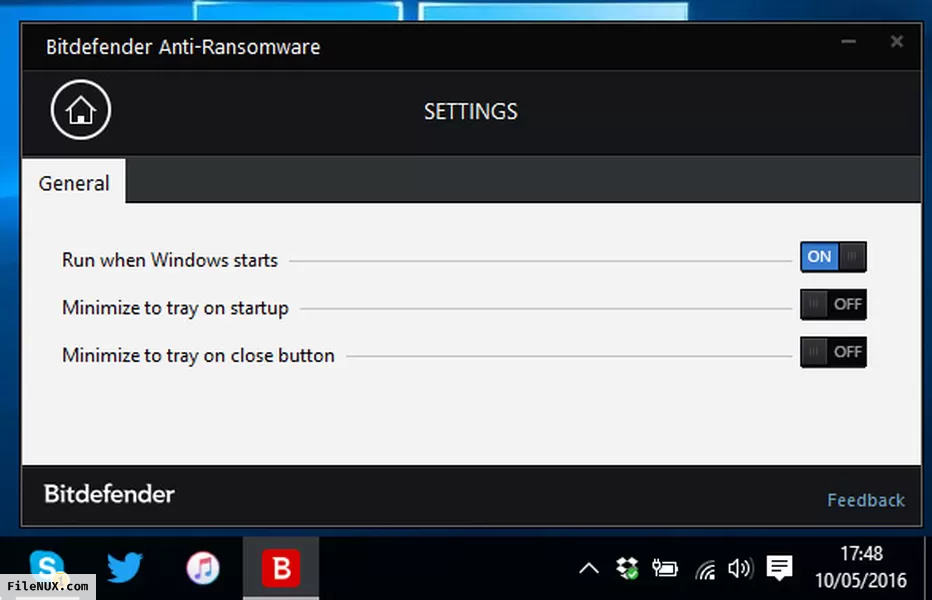 Bitdefender Anti-Ransomware
SETTINGS
General
Run when Windows starts ON
Minimize to tray on startup OFF
Minimize to tray on close button OFF
Bitdefender
Feedback
S
B
17:48
10/05/2016
FileNUX.com